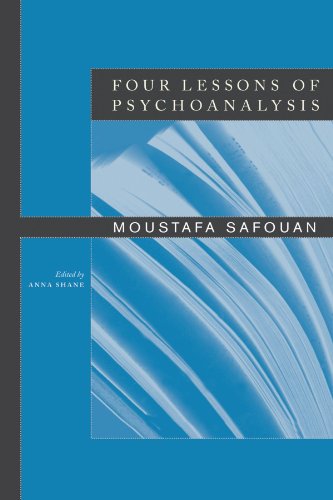 FOUR LESSONS OF
PSYCHOANALYSIS
MOUSTAFA SAFOUAN
Edited by
ANNA SHANE